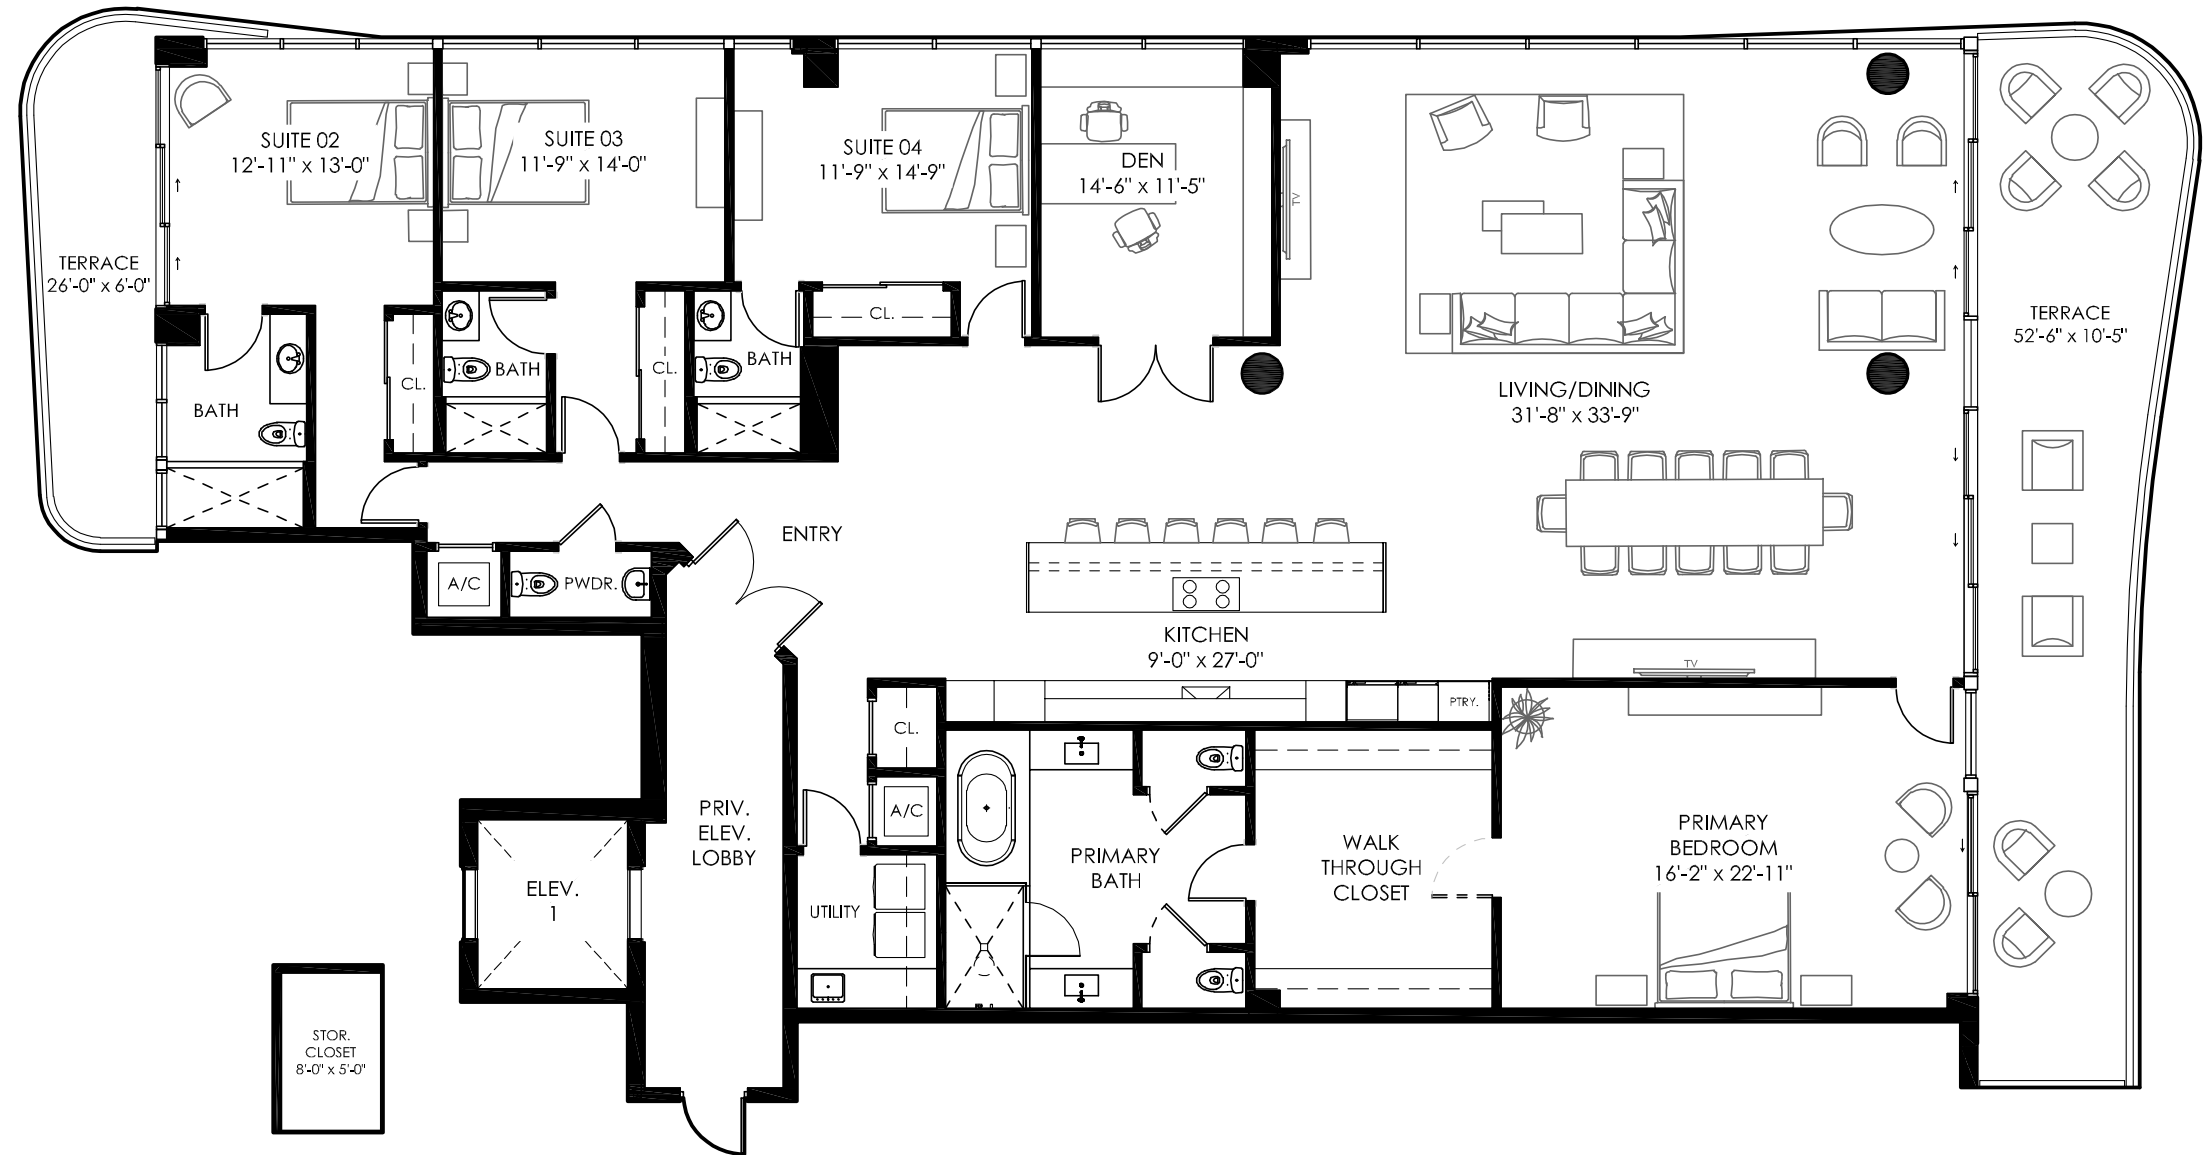 SUITE 02
12'-11" x 13'-0"
SUITE 03
11'-9" x 14'-0"
SUITE 04
11'-9" x 14'-9"
DEN
14'-6" x 11'-5"
TV
TERRACE
26'-0" x 6'-0"
TERRACE
52'-6" x 10'-5"
CL.
BATH
BATH
CL.
CL.
BATH
LIVING/DINING
31'-8" x 33'-9"
ENTRY
A/C
PWDR.
KITCHEN
9'-0" x 27'-0"
TV
PTRY.
CL.
A/C
PRIV.
ELEV.
LOBBY
ELEV.
1
UTILITY
PRIMARY
BATH
WALK
THROUGH
CLOSET
PRIMARY
BEDROOM
16'-2" x 22'-11"
STOR.
CLOSET
8'-0" x 5'-0"